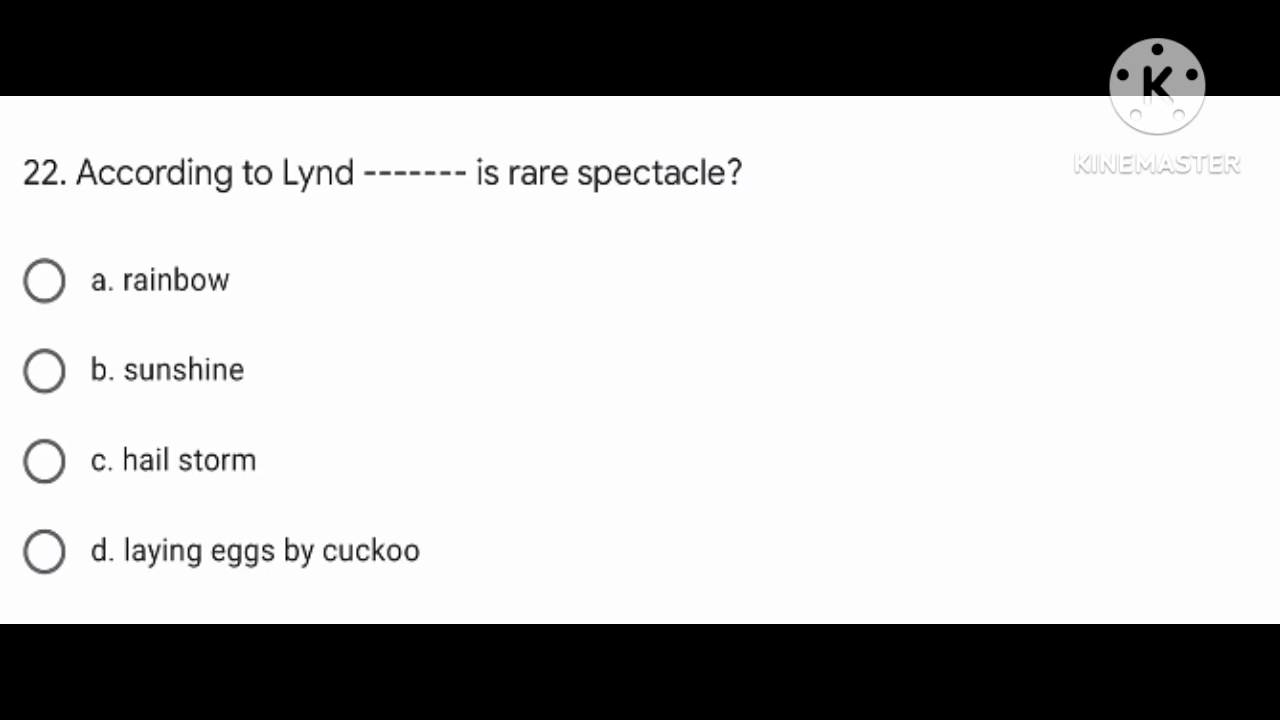 K
KINEMASTER
22. According to Lynd ------- is rare spectacle?
a. rainbow
b. sunshine
c. hail storm
d. laying eggs by cuckoo